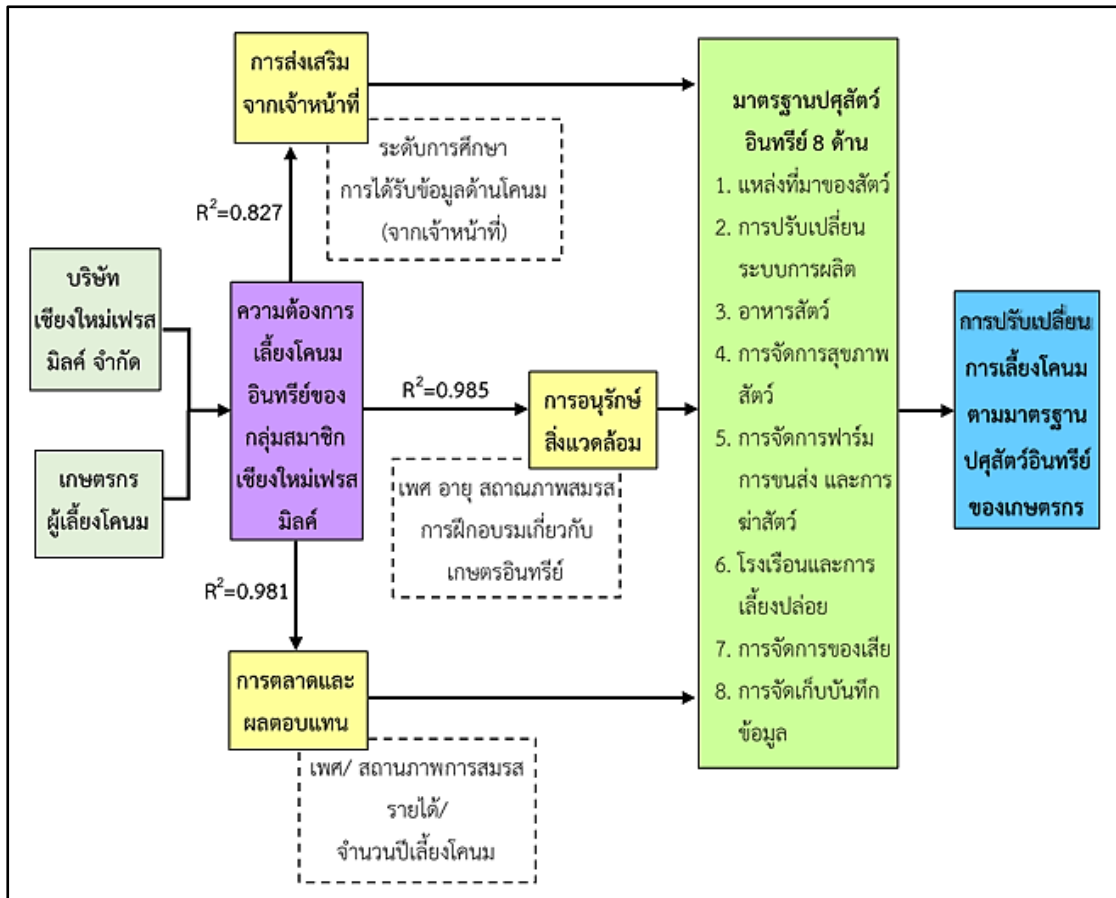 การส่งเสริม
จากเจ้าหน้าที่
ระดับการศึกษา
การได้รับข้อมูลด้านโคนม
(จากเจ้าหน้าที่)
R²=0.827
บริษัท
เชียงใหม่เฟรส
มิลค์ จำกัด
เกษตรกร
ผู้เลี้ยงโคนม
ความต้องการ
เลี้ยงโคนม
อินทรีย์ของ
กลุ่มสมาชิก
เชียงใหม่เฟรส
มิลค์
R²=0.985
การอนุรักษ์
สิ่งแวดล้อม
เพศ อายุ สถาณภาพสมรส
การฝึกอบรมเกี่ยวกับ
เกษตรอินทรีย์
R²=0.981
การตลาดและ
ผลตอบแทน
เพศ/ สถานภาพการสมรส
รายได้/
จำนวนปีเลี้ยงโคนม
มาตรฐานปศุสัตว์
อินทรีย์ 8 ด้าน
1. แหล่งที่มาของสัตว์
2. การปรับเปลี่ยน
ระบบการผลิต
3. อาหารสัตว์
4. การจัดการสุขภาพ
สัตว์
5. การจัดการฟาร์ม
การขนส่ง และการ
ฆ่าสัตว์
6. โรงเรือนและการ
เลี้ยงปล่อย
7. การจัดการของเสีย
8. การจัดเก็บบันทึก
ข้อมูล
การปรับเปลี่ยน
การเลี้ยงโคนม
ตามมาตรฐาน
ปศุสัตว์อินทรีย์
ของเกษตรกร